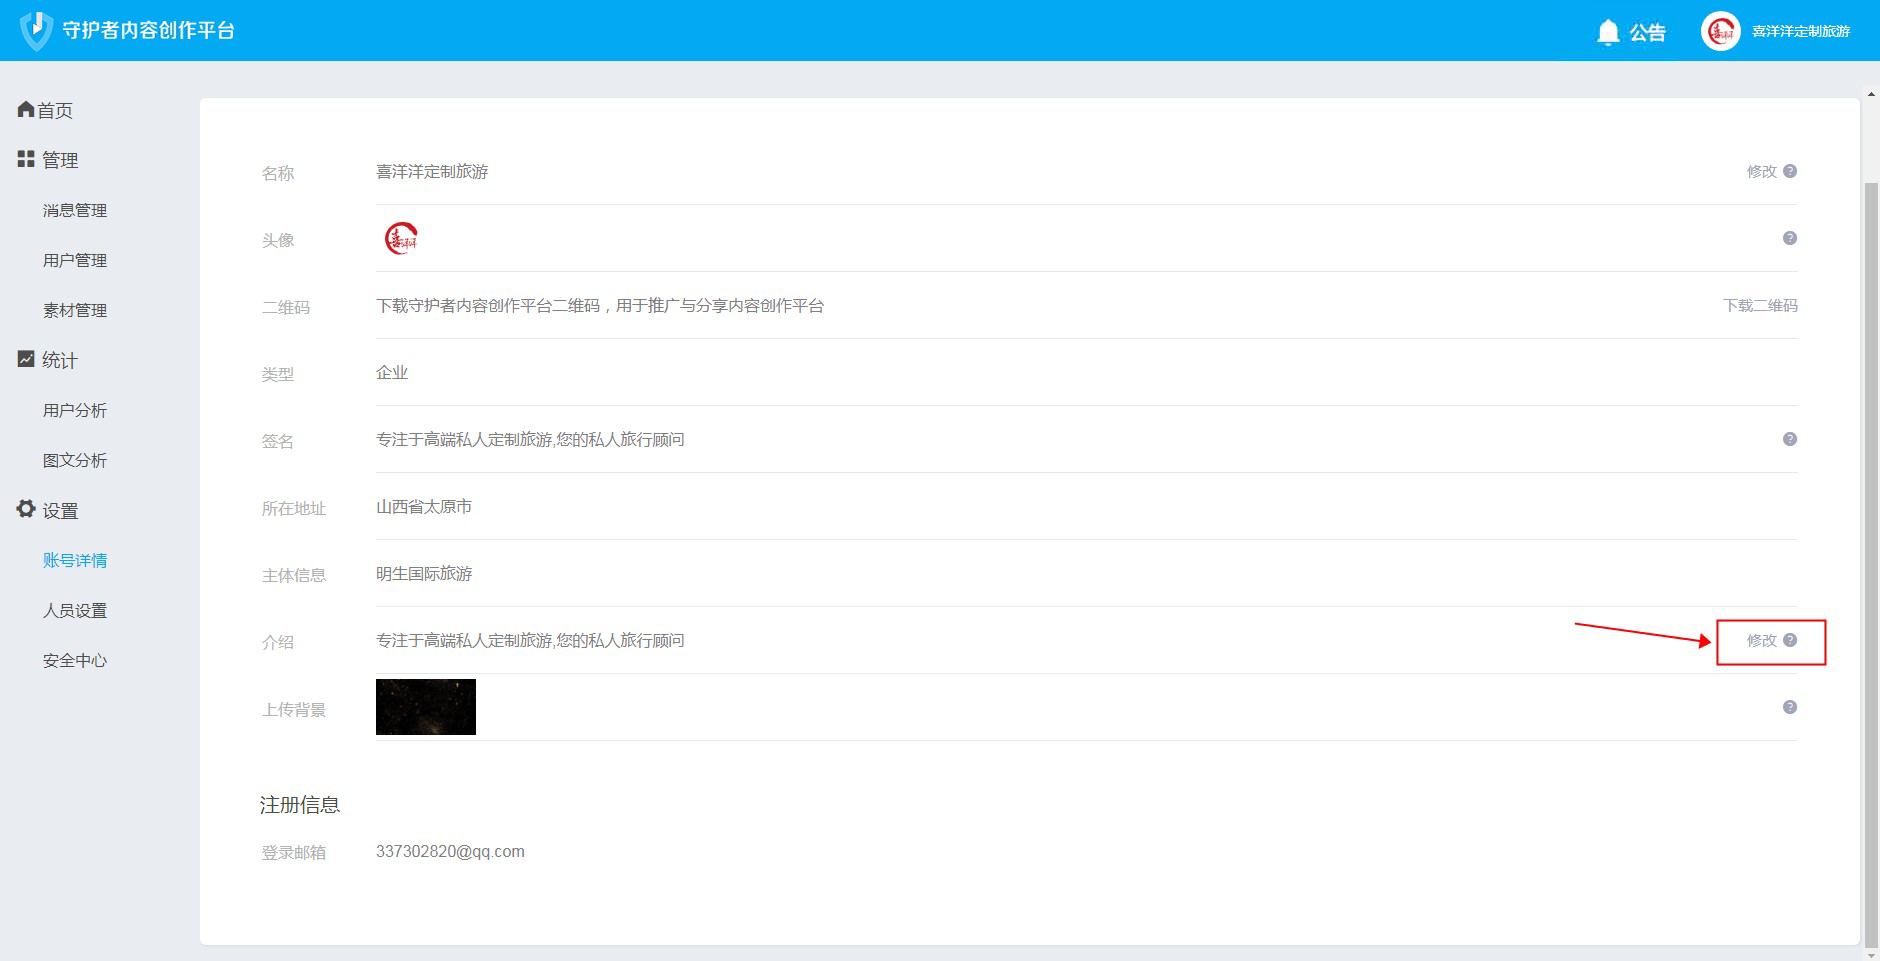 守护者内容创作平台
公告
喜洋洋定制旅游
首页
管理
消息管理
用户管理
素材管理
统计
用户分析
图文分析
设置
账号详情
人员设置
安全中心
名称 喜洋洋定制旅游 修改 ?
头像 喜洋洋 ?
二维码 下载守护者内容创作平台二维码，用于推广与分享内容创作平台 下载二维码
类型 企业
签名 专注于高端私人定制旅游,您的私人旅行顾问 ?
所在地址 山西省太原市
主体信息 明生国际旅游
介绍 专注于高端私人定制旅游,您的私人旅行顾问 修改 ?
上传背景 ?
注册信息
登录邮箱 337302820@qq.com